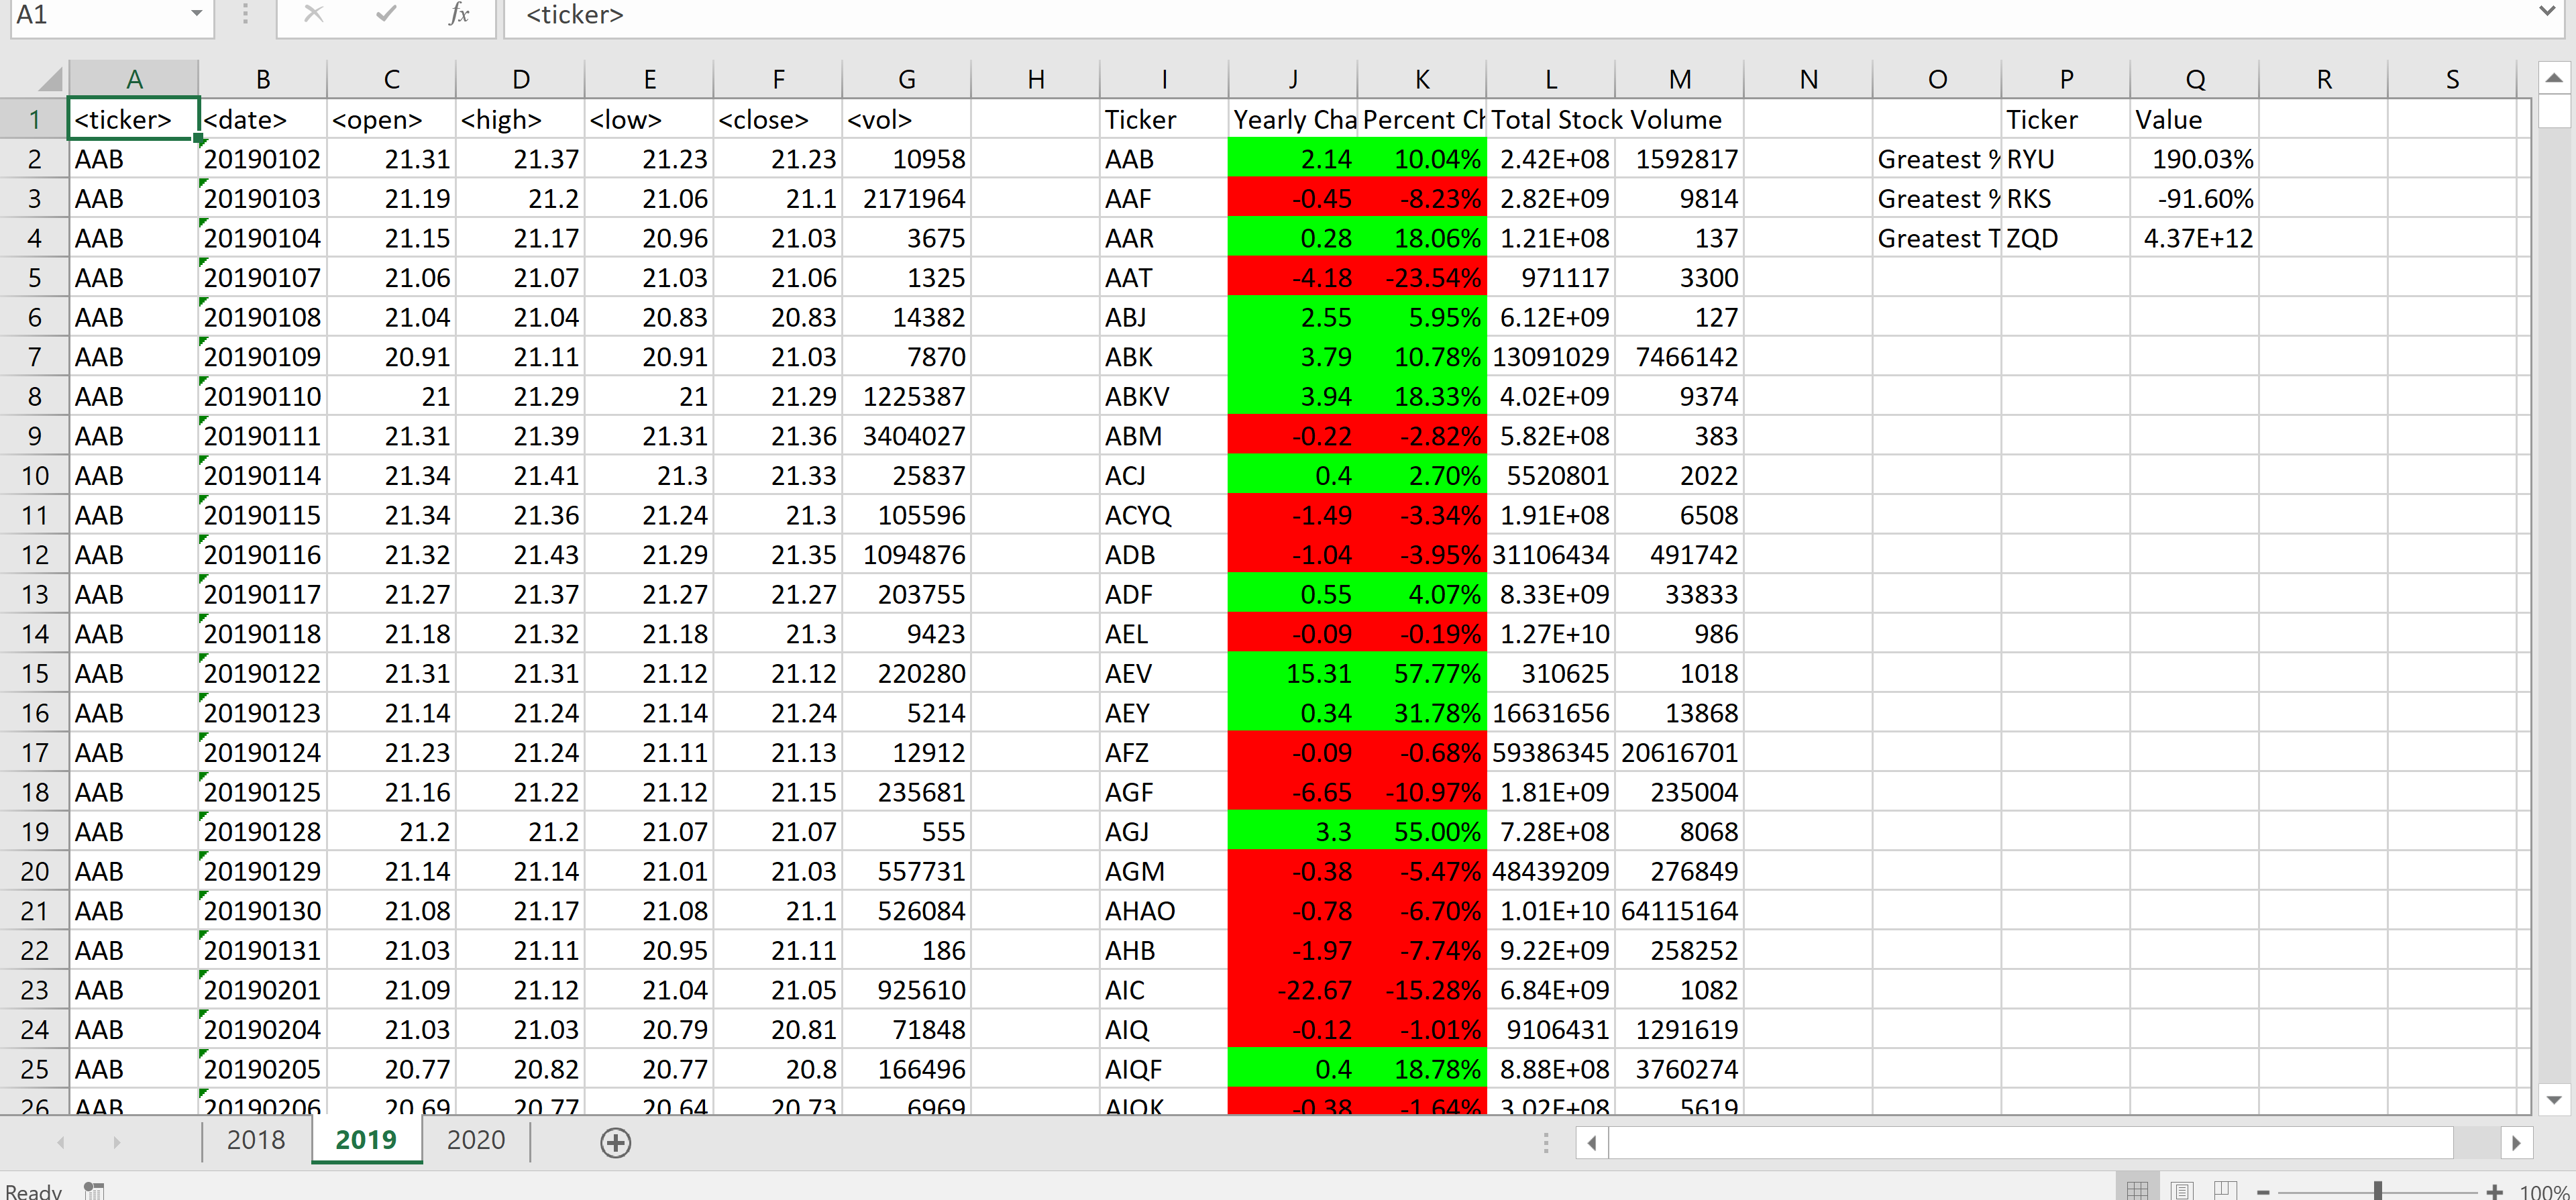 A1 fx <ticker>
A B C D E F G H I J K L M N O P Q R S
1 <ticker> <date> <open> <high> <low> <close> <vol> Ticker Yearly Cha Percent Ch Total Stock Volume Ticker Value
2 AAB 20190102 21.31 21.37 21.23 21.23 10958 AAB 2.14 10.04% 2.42E+08 1592817 Greatest % RYU 190.03%
3 AAB 20190103 21.19 21.2 21.06 21.1 2171964 AAF -0.45 -8.23% 2.82E+09 9814 Greatest % RKS -91.60%
4 AAB 20190104 21.15 21.17 20.96 21.03 3675 AAR 0.28 18.06% 1.21E+08 137 Greatest T ZQD 4.37E+12
5 AAB 20190107 21.06 21.07 21.03 21.06 1325 AAT -4.18 -23.54% 971117 3300
6 AAB 20190108 21.04 21.04 20.83 20.83 14382 ABJ 2.55 5.95% 6.12E+09 127
7 AAB 20190109 20.91 21.11 20.91 21.03 7870 ABK 3.79 10.78% 13091029 7466142
8 AAB 20190110 21 21.29 21 21.29 1225387 ABKV 3.94 18.33% 4.02E+09 9374
9 AAB 20190111 21.31 21.39 21.31 21.36 3404027 ABM -0.22 -2.82% 5.82E+08 383
10 AAB 20190114 21.34 21.41 21.3 21.33 25837 ACJ 0.4 2.70% 5520801 2022
11 AAB 20190115 21.34 21.36 21.24 21.3 105596 ACYQ -1.49 -3.34% 1.91E+08 6508
12 AAB 20190116 21.32 21.43 21.29 21.35 1094876 ADB -1.04 -3.95% 31106434 491742
13 AAB 20190117 21.27 21.37 21.27 21.27 203755 ADF 0.55 4.07% 8.33E+09 33833
14 AAB 20190118 21.18 21.32 21.18 21.3 9423 AEL -0.09 -0.19% 1.27E+10 986
15 AAB 20190122 21.31 21.31 21.12 21.12 220280 AEV 15.31 57.77% 310625 1018
16 AAB 20190123 21.14 21.24 21.14 21.24 5214 AEY 0.34 31.78% 16631656 13868
17 AAB 20190124 21.23 21.24 21.11 21.13 12912 AFZ -0.09 -0.68% 59386345 20616701
18 AAB 20190125 21.16 21.22 21.12 21.15 235681 AGF -6.65 -10.97% 1.81E+09 235004
19 AAB 20190128 21.2 21.2 21.07 21.07 555 AGJ 3.3 55.00% 7.28E+08 8068
20 AAB 20190129 21.14 21.14 21.01 21.03 557731 AGM -0.38 -5.47% 48439209 276849
21 AAB 20190130 21.08 21.17 21.08 21.1 526084 AHAO -0.78 -6.70% 1.01E+10 64115164
22 AAB 20190131 21.03 21.11 20.95 21.11 186 AHB -1.97 -7.74% 9.22E+09 258252
23 AAB 20190201 21.09 21.12 21.04 21.05 925610 AIC -22.67 -15.28% 6.84E+09 1082
24 AAB 20190204 21.03 21.03 20.79 20.81 71848 AIQ -0.12 -1.01% 9106431 1291619
25 AAB 20190205 20.77 20.82 20.77 20.8 166496 AIQF 0.4 18.78% 8.88E+08 3760274
26 AAB 20190206 20.69 20.77 20.64 20.73 6969 AIQK -0.38 -1.64% 3.02E+08 5619
2018 2019 2020
Ready 100%